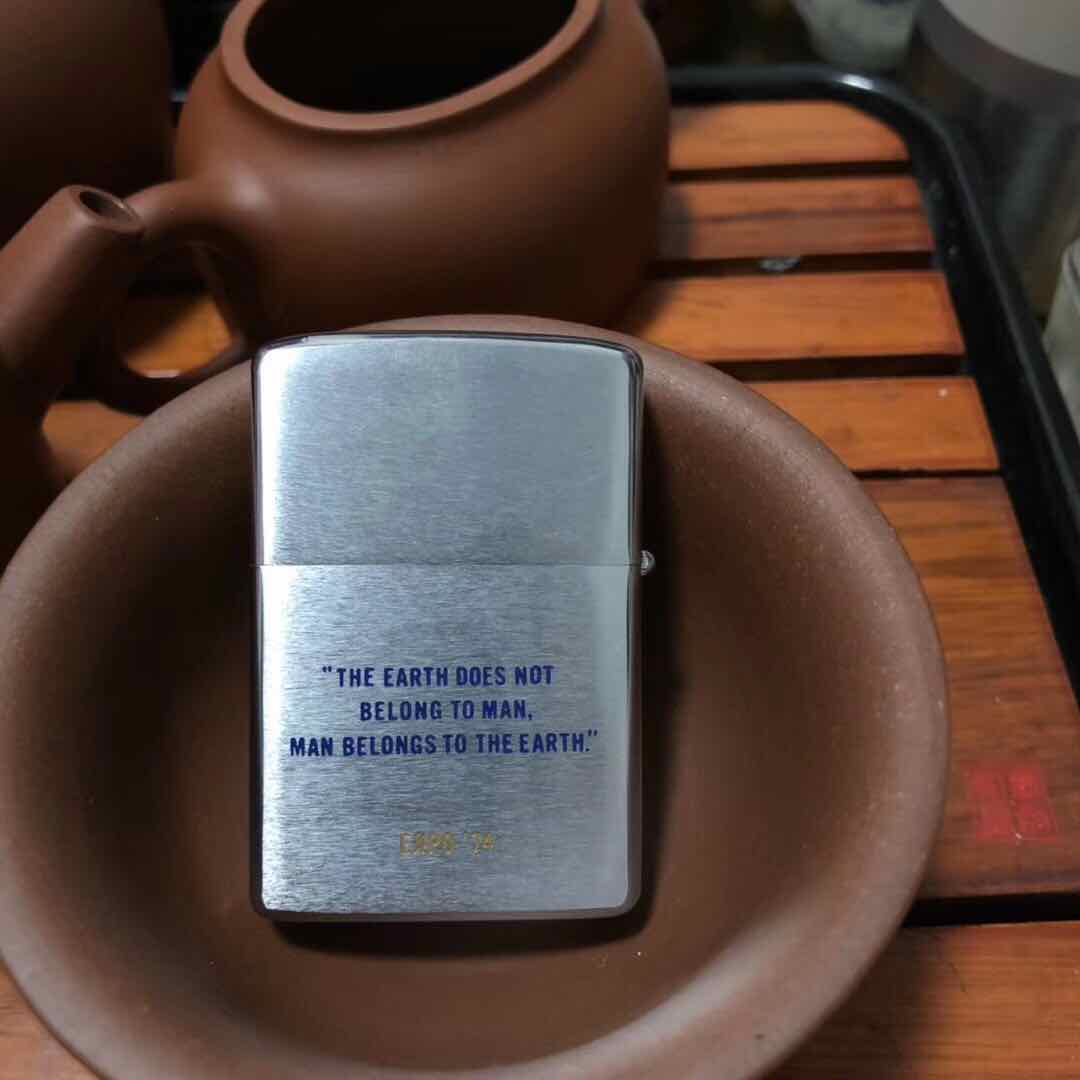 "THE EARTH DOES NOT
BELONG TO MAN,
MAN BELONGS TO THE EARTH."
EXPO '74